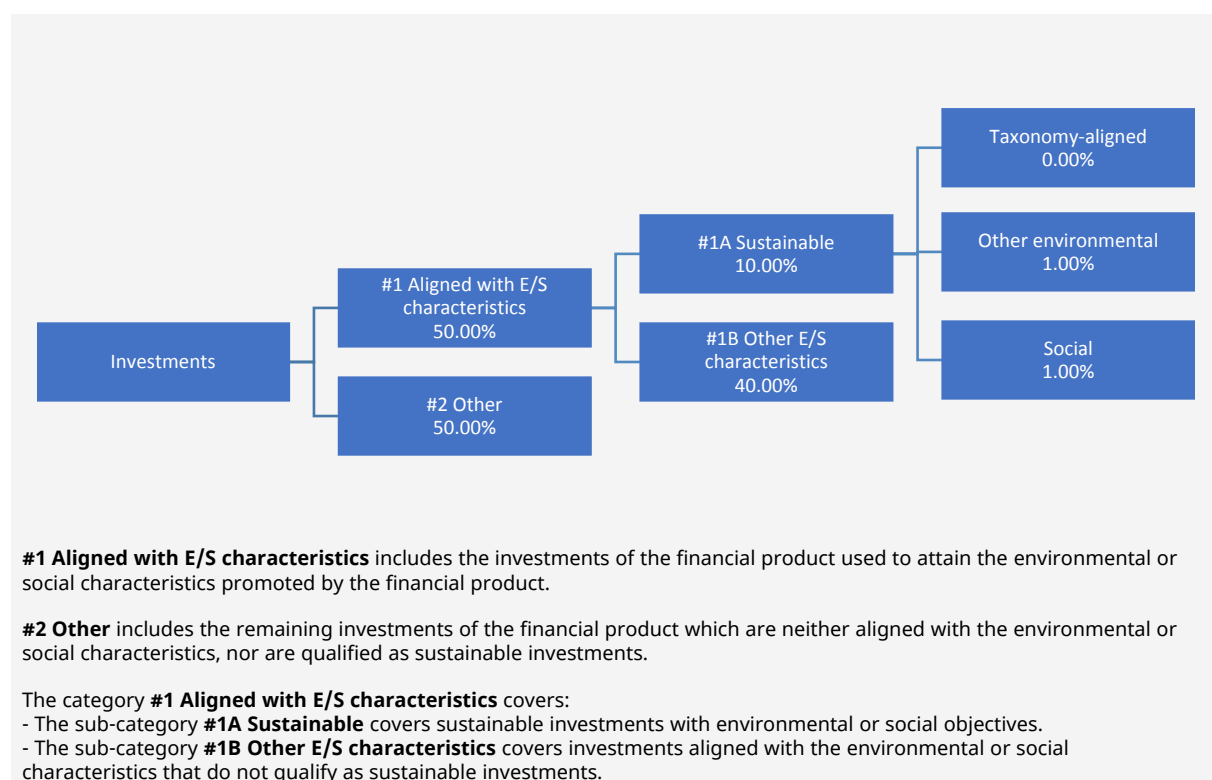 Taxonomy-aligned
0.00%
#1A Sustainable
10.00%
Other environmental
1.00%
#1 Aligned with E/S
characteristics
50.00%
Investments
#1B Other E/S
characteristics
40.00%
Social
1.00%
#2 Other
50.00%
#1 Aligned with E/S characteristics includes the investments of the financial product used to attain the environmental or
social characteristics promoted by the financial product.
#2 Other includes the remaining investments of the financial product which are neither aligned with the environmental or
social characteristics, nor are qualified as sustainable investments.
The category #1 Aligned with E/S characteristics covers:
- The sub-category #1A Sustainable covers sustainable investments with environmental or social objectives.
- The sub-category #1B Other E/S characteristics covers investments aligned with the environmental or social
characteristics that do not qualify as sustainable investments.